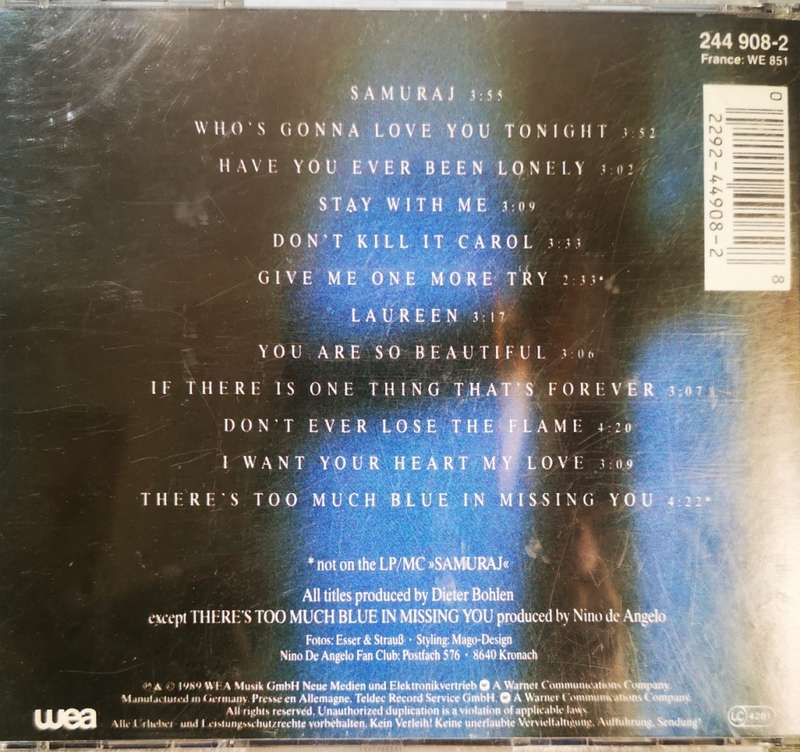 244 908-2
France: WE 851
0
2292-44908-2
8
SAMURAJ 3:55
WHO'S GONNA LOVE YOU TONIGHT 3:52
HAVE YOU EVER BEEN LONELY 3:02
STAY WITH ME 3:09
DON'T KILL IT CAROL 3:33
GIVE ME ONE MORE TRY 2:33*
LAUREEN 3:17
YOU ARE SO BEAUTIFUL 3:06
IF THERE IS ONE THING THAT'S FOREVER 3:07
DON'T EVER LOSE THE FLAME 4:20
I WANT YOUR HEART MY LOVE 3:09
THERE'S TOO MUCH BLUE IN MISSING YOU 4:22*
*not on the LP/MC »SAMURAJ«
All titles produced by Dieter Bohlen
except THERE'S TOO MUCH BLUE IN MISSING YOU produced by Nino de Angelo
Fotos: Esser & Strauß · Styling: Mago-Design
Nino De Angelo Fan Club: Postfach 576 · 8640 Kronach
℗ © 1989 WEA Musik GmbH Neue Medien und Elektronikvertrieb A Warner Communications Company.
Manufactured in Germany. Presse en Allemagne. Teldec Record Service GmbH. A Warner Communications Company.
All rights reserved. Unauthorized duplication is a violation of applicable laws.
Alle Urheber- und Leistungsschutzrechte vorbehalten. Kein Verleih! Keine unerlaubte Vervielfältigung, Aufführung, Sendung!
wea
LC 4281